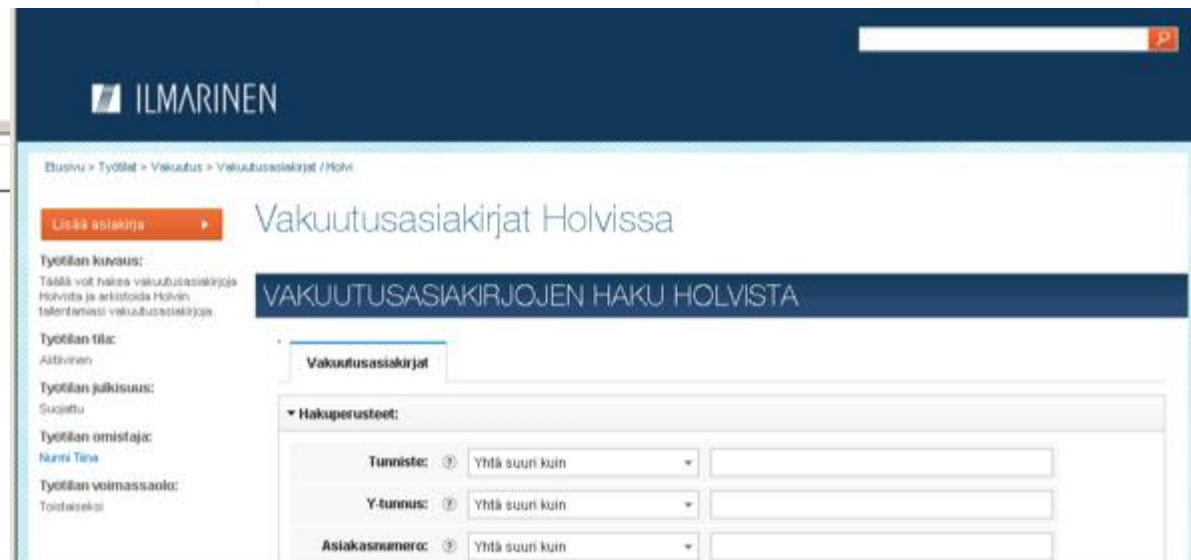 ILMARINEN
Etusivu > Työtilat > Vakuutus > Vakuutusasiakirjat / Holvi
Lisää asiakirja
Työtilan kuvaus:
Täällä voit hakea vakuutusasiakirjoja
Holvista ja arkistoida Holviin
tallentamiasi vakuutusasiakirjoja.
Työtilan tila:
Aktiivinen
Työtilan julkisuus:
Suojattu
Työtilan omistaja:
Nurmi Tiina
Työtilan voimassaolo:
Toistaiseksi
Vakuutusasiakirjat Holvissa
VAKUUTUSASIAKIRJOJEN HAKU HOLVISTA
Vakuutusasiakirjat
Hakuperusteet:
Tunniste: ? Yhtä suuri kuin
Y-tunnus: ? Yhtä suuri kuin
Asiakasnumero: ? Yhtä suuri kuin